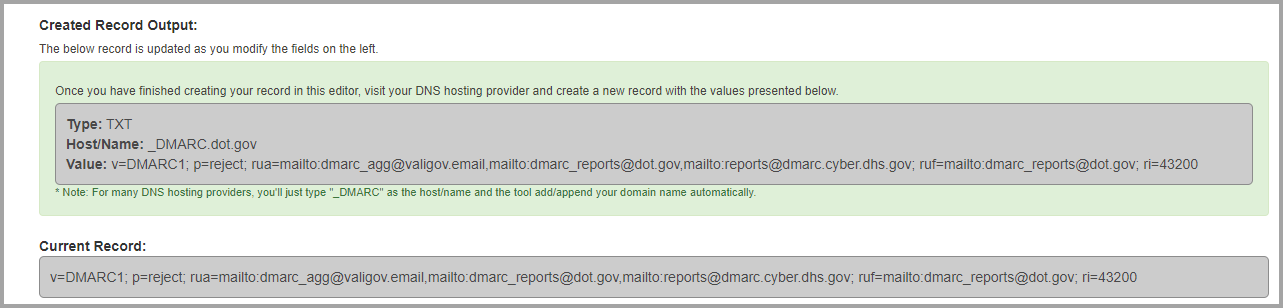 Created Record Output:
The below record is updated as you modify the fields on the left.
Once you have finished creating your record in this editor, visit your DNS hosting provider and create a new record with the values presented below.
Type: TXT
Host/Name: _DMARC.dot.gov
Value: v=DMARC1; p=reject; rua=mailto:dmarc_agg@valigov.email,mailto:dmarc_reports@dot.gov,mailto:reports@dmarc.cyber.dhs.gov; ruf=mailto:dmarc_reports@dot.gov; ri=43200
* Note: For many DNS hosting providers, you'll just type "_DMARC" as the host/name and the tool add/append your domain name automatically.
Current Record:
v=DMARC1; p=reject; rua=mailto:dmarc_agg@valigov.email,mailto:dmarc_reports@dot.gov,mailto:reports@dmarc.cyber.dhs.gov; ruf=mailto:dmarc_reports@dot.gov; ri=43200